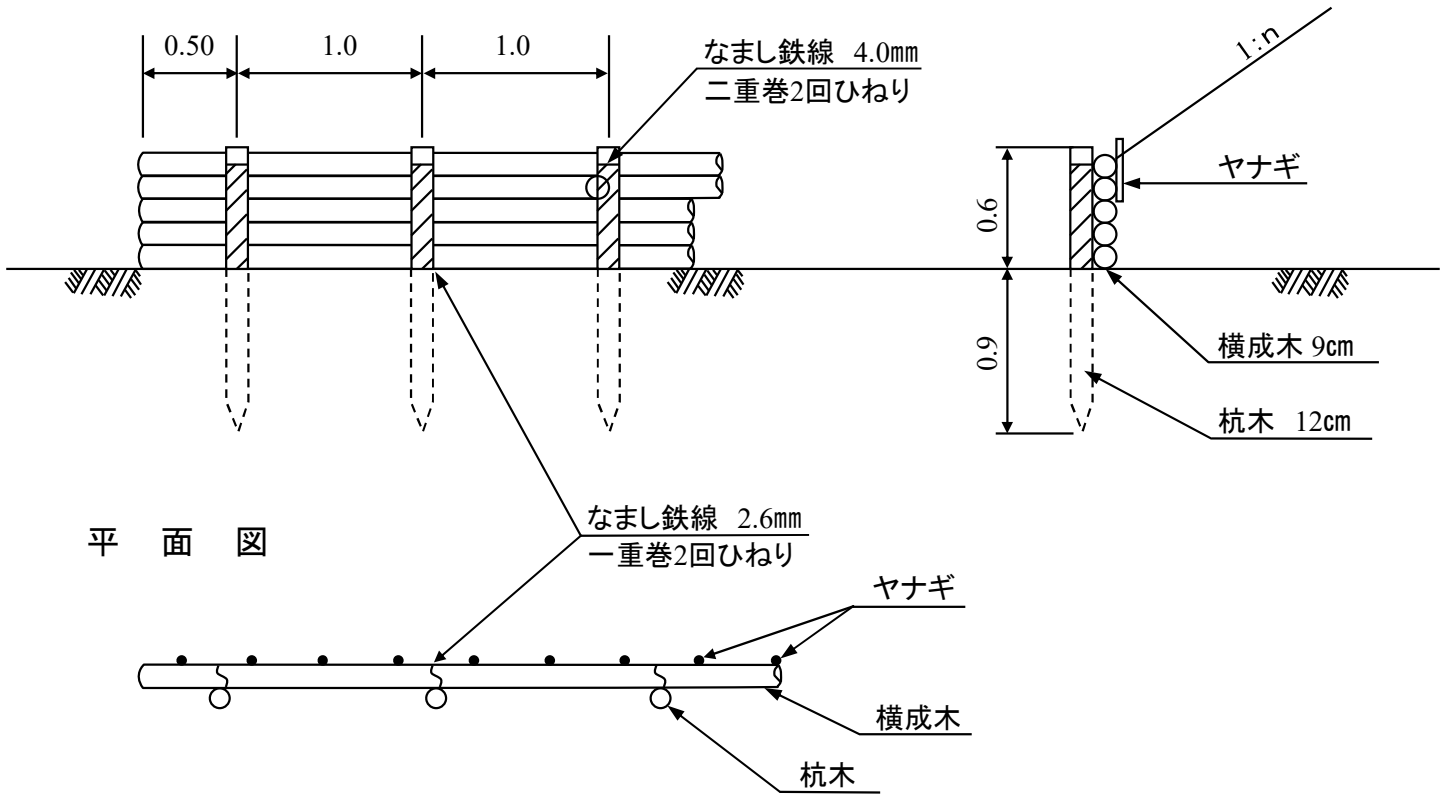 0.50
1.0
1.0
なまし鉄線 4.0㎜
二重巻2回ひねり
1:n
ヤナギ
0.6
0.9
横成木 9㎝
杭木 12㎝
なまし鉄線 2.6㎜
一重巻2回ひねり
平 面 図
ヤナギ
横成木
杭木